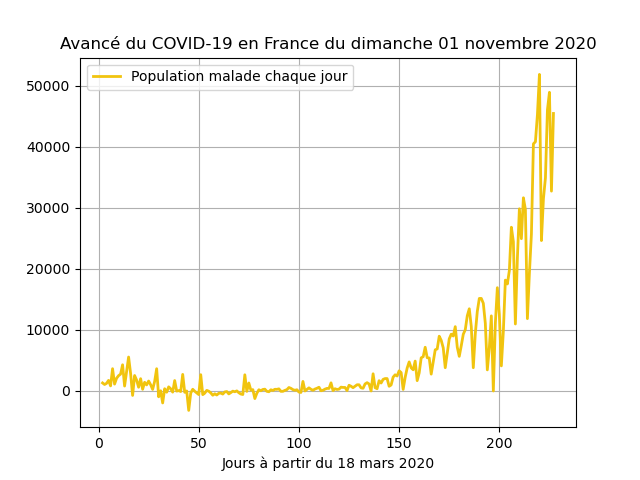 Avancé du COVID-19 en France du dimanche 01 novembre 2020
Population malade chaque jour
50000
40000
30000
20000
10000
0
0 50 100 150 200
Jours à partir du 18 mars 2020